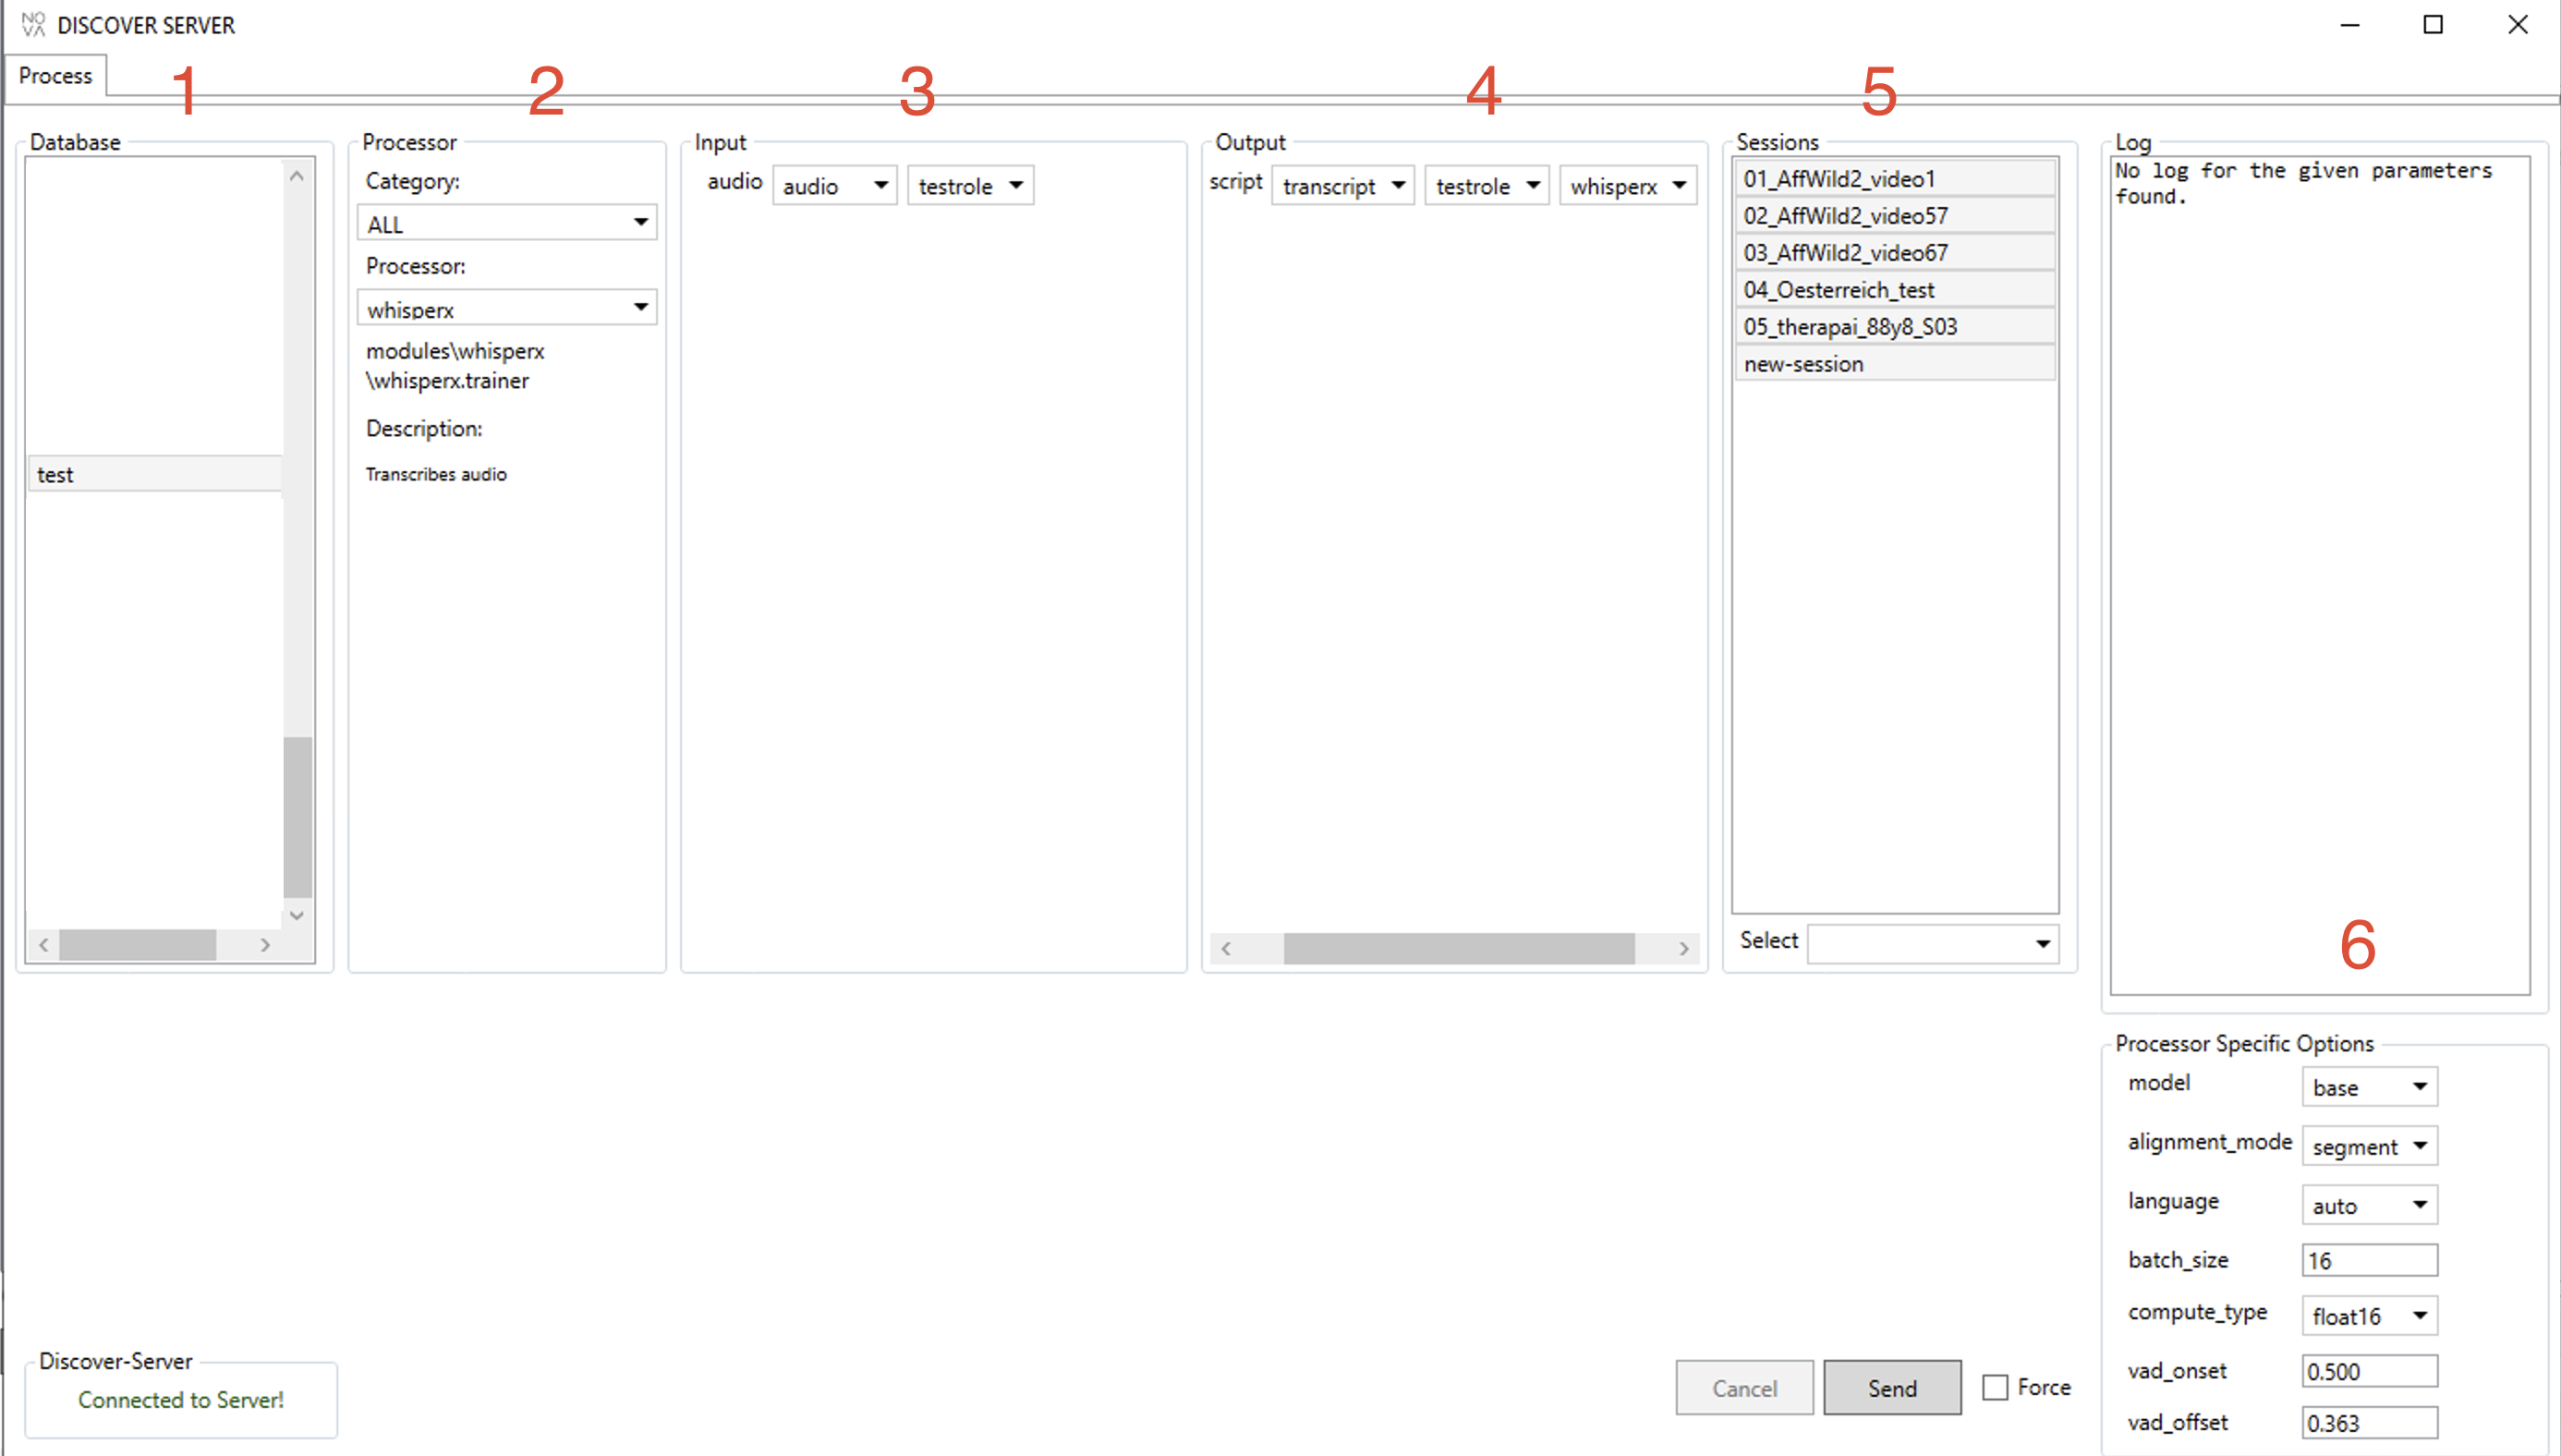 NOVA DISCOVER SERVER
Process
1 2 3 4 5
Database
test
Processor
Category:
ALL
Processor:
whisperx
modules\whisperx
\whisperx.trainer
Description:
Transcribes audio
Input
audio audio testrole
Output
script transcript testrole whisperx
Sessions
01_AffWild2_video1
02_AffWild2_video57
03_AffWild2_video67
04_Oesterreich_test
05_therapai_88y8_S03
new-session
Select
Log
No log for the given parameters
found.
6
Processor Specific Options
model base
alignment_mode segment
language auto
batch_size 16
compute_type float16
vad_onset 0.500
vad_offset 0.363
Discover-Server
Connected to Server!
Cancel Send Force